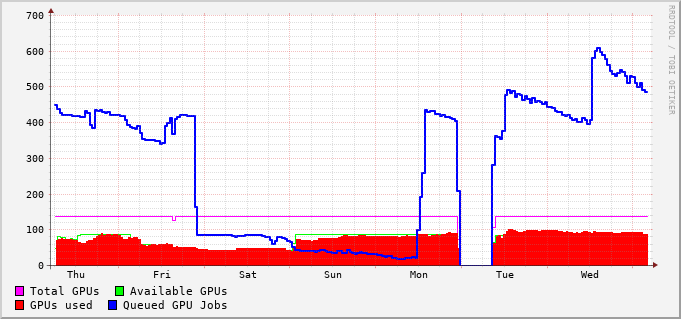 700
600
500
400
300
200
100
0
Thu Fri Sat Sun Mon Tue Wed
Total GPUs Available GPUs
GPUs used Queued GPU Jobs
RRDTOOL / TOBI OETIKER